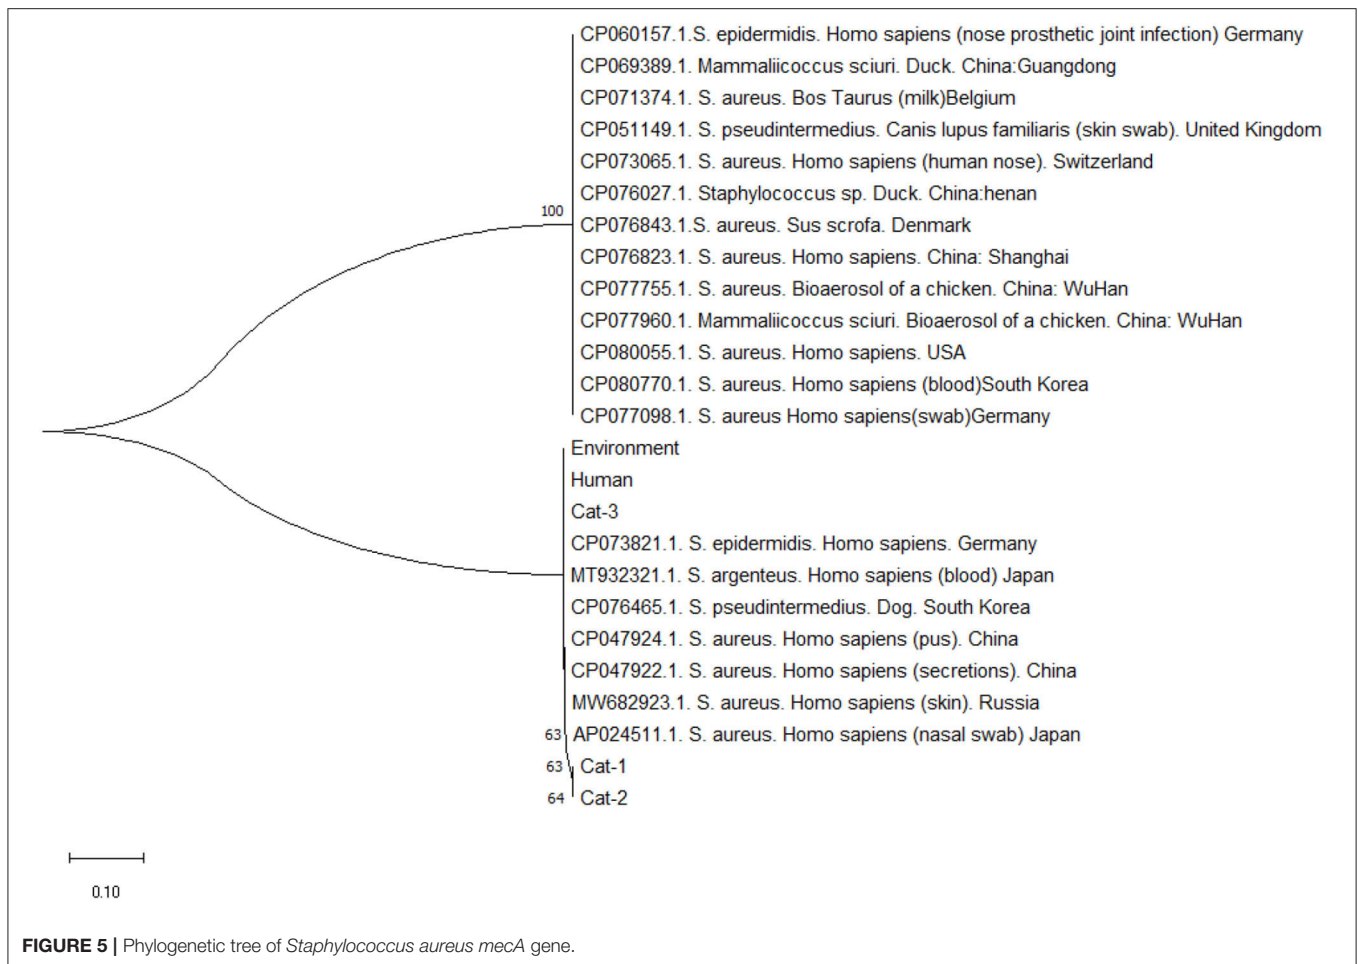 CP060157.1.S. epidermidis. Homo sapiens (nose prosthetic joint infection) Germany
CP069389.1. Mammaliicoccus sciuri. Duck. China:Guangdong
CP071374.1. S. aureus. Bos Taurus (milk)Belgium
CP051149.1. S. pseudintermedius. Canis lupus familiaris (skin swab). United Kingdom
CP073065.1. S. aureus. Homo sapiens (human nose). Switzerland
CP076027.1. Staphylococcus sp. Duck. China:henan
100
CP076843.1.S. aureus. Sus scrofa. Denmark
CP076823.1. S. aureus. Homo sapiens. China: Shanghai
CP077755.1. S. aureus. Bioaerosol of a chicken. China: WuHan
CP077960.1. Mammaliicoccus sciuri. Bioaerosol of a chicken. China: WuHan
CP080055.1. S. aureus. Homo sapiens. USA
CP080770.1. S. aureus. Homo sapiens (blood)South Korea
CP077098.1. S. aureus Homo sapiens(swab)Germany
Environment
Human
Cat-3
CP073821.1. S. epidermidis. Homo sapiens. Germany
MT932321.1. S. argenteus. Homo sapiens (blood) Japan
CP076465.1. S. pseudintermedius. Dog. South Korea
CP047924.1. S. aureus. Homo sapiens (pus). China
CP047922.1. S. aureus. Homo sapiens (secretions). China
MW682923.1. S. aureus. Homo sapiens (skin). Russia
63 AP024511.1. S. aureus. Homo sapiens (nasal swab) Japan
63 Cat-1
64 Cat-2
0.10
FIGURE 5 | Phylogenetic tree of Staphylococcus aureus mecA gene.